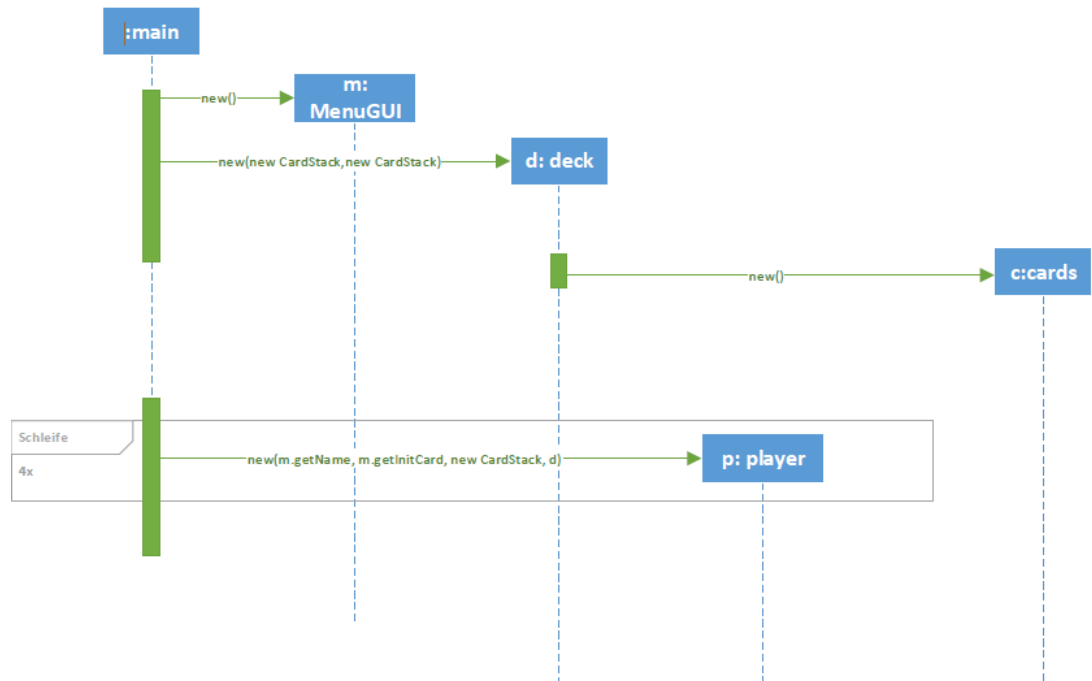 :main
new()
m:
MenuGUI
new(new CardStack,new CardStack)
d: deck
new()
c:cards
Schleife
4x
new(m.getName, m.getInitCard, new CardStack, d)
p: player